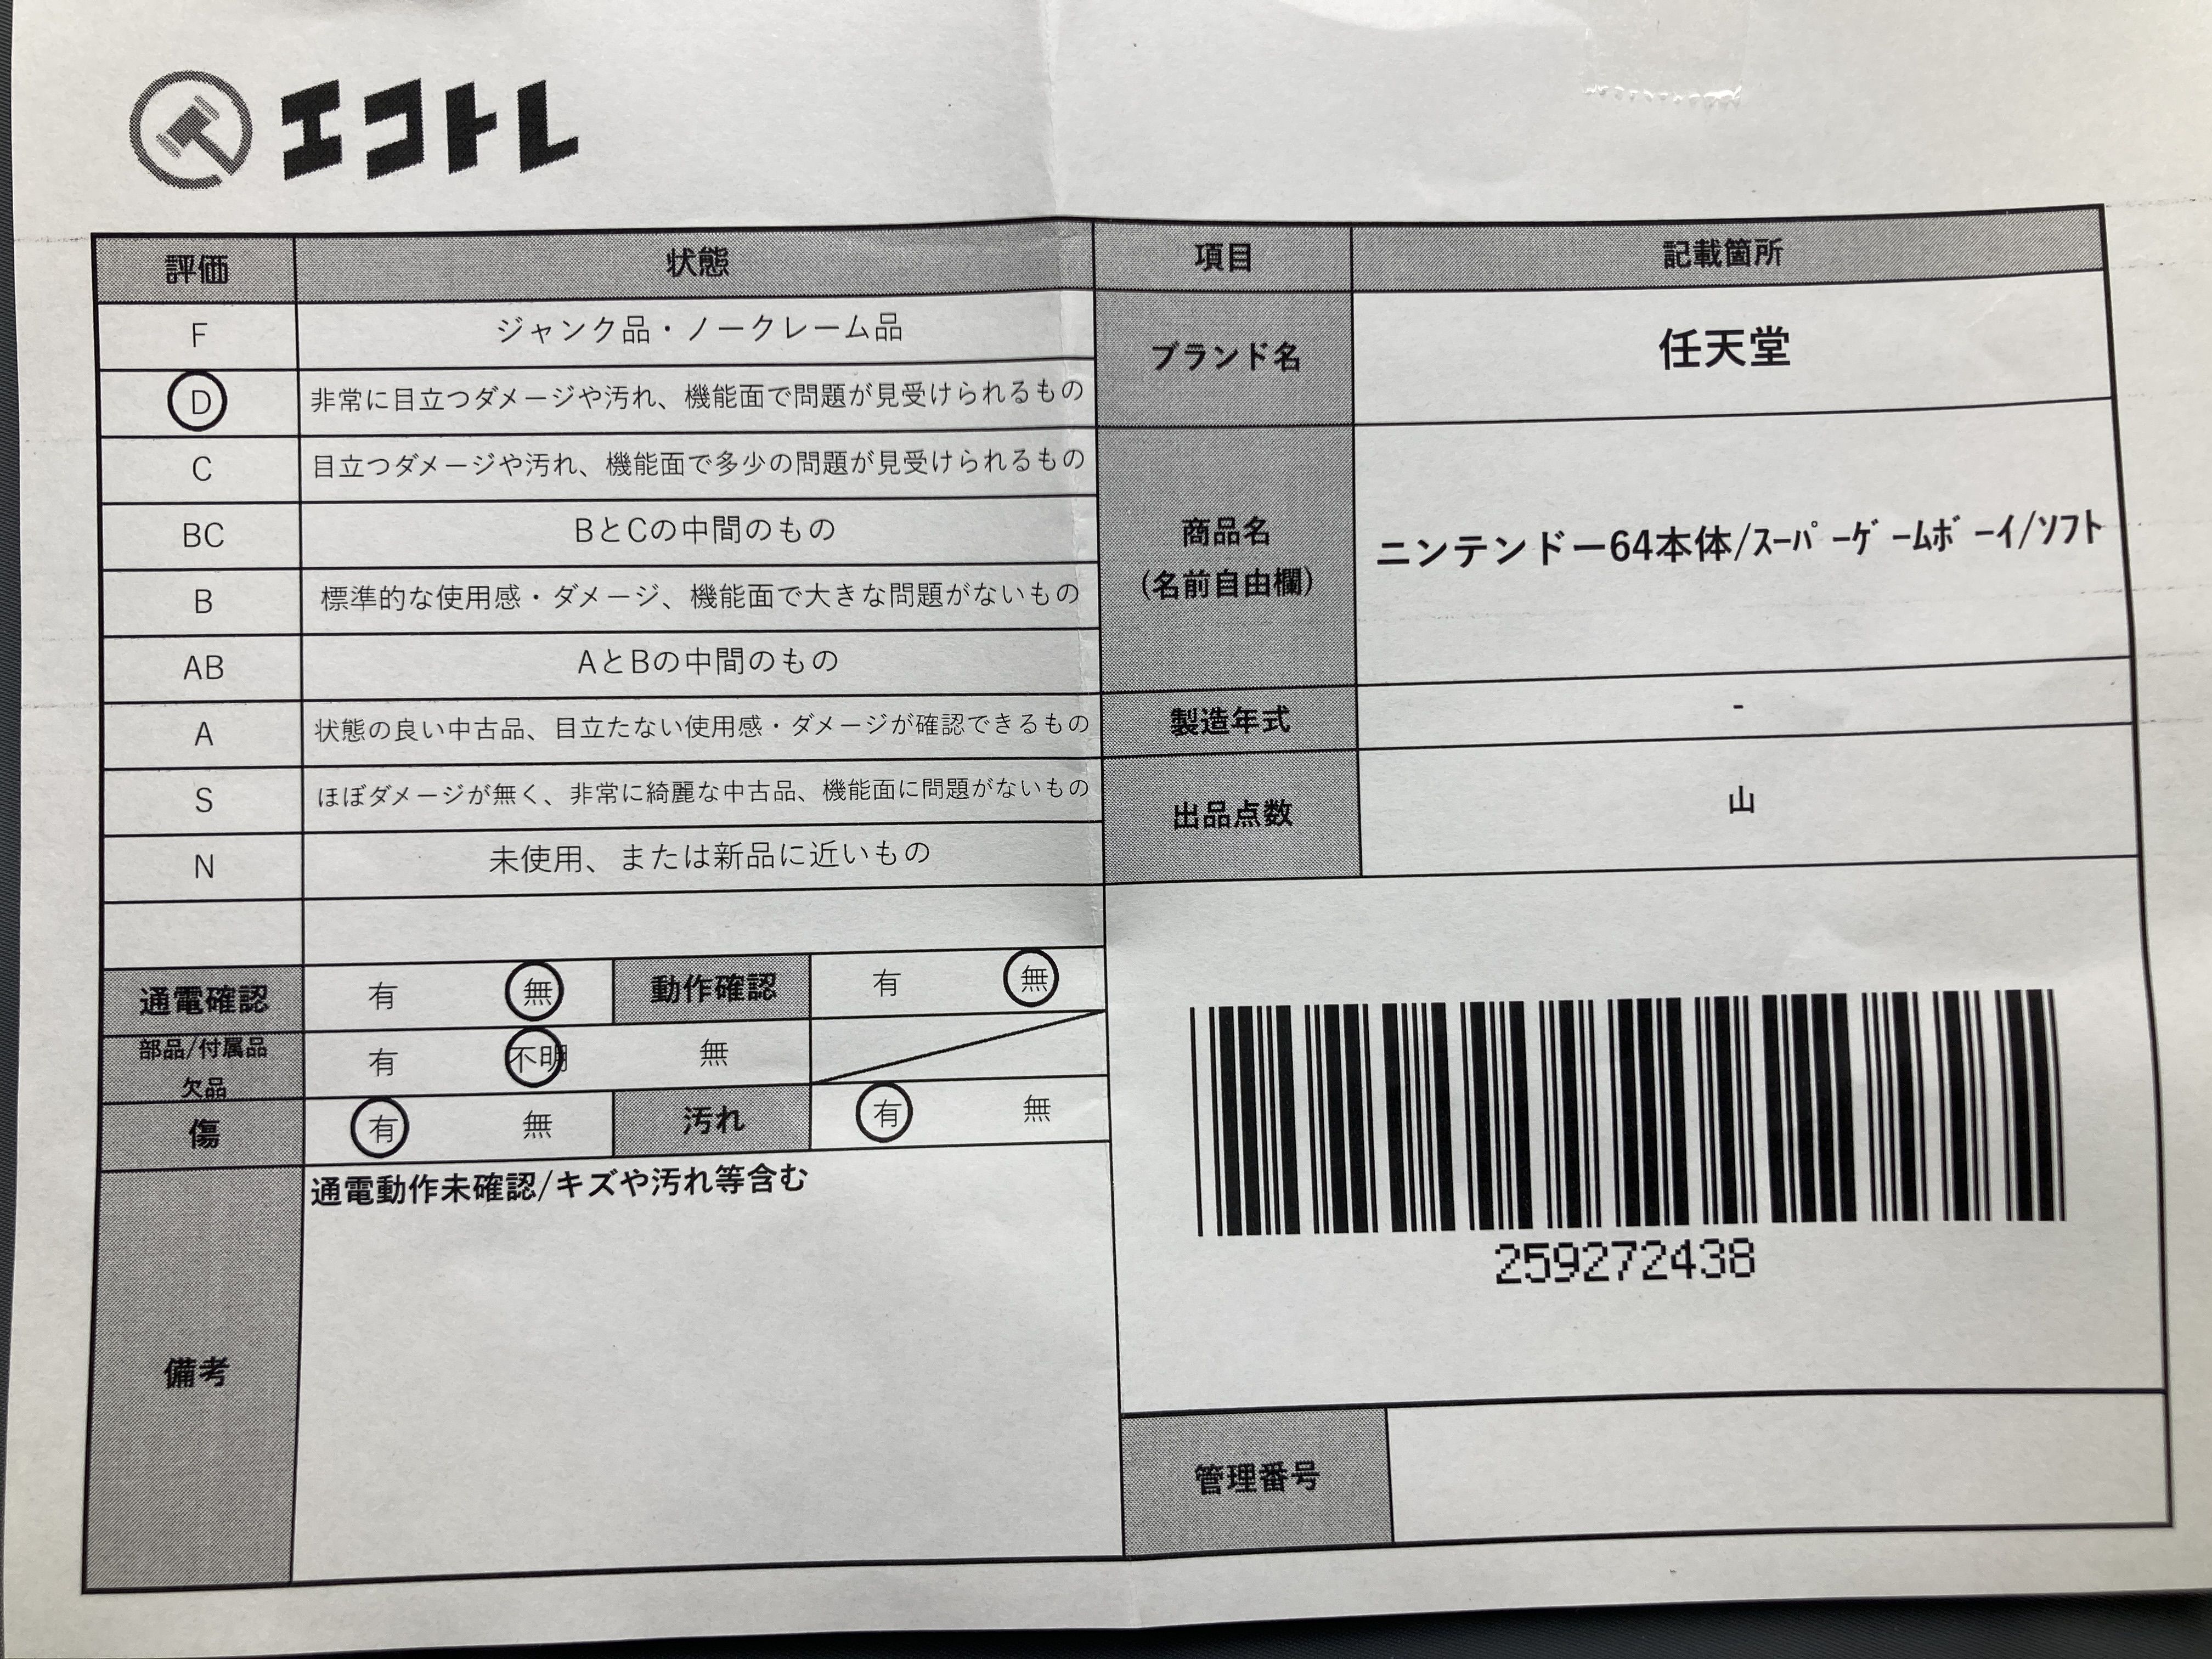 エコトレ
評価 状態 項目 記載箇所
F ジャンク品・ノークレーム品
D 非常に目立つダメージや汚れ、機能面で問題が見受けられるもの
C 目立つダメージや汚れ、機能面で多少の問題が見受けられるもの
BC BとCの中間のもの
B 標準的な使用感・ダメージ、機能面で大きな問題がないもの
AB AとBの中間のもの
A 状態の良い中古品、目立たない使用感・ダメージが確認できるもの
S ほぼダメージが無く、非常に綺麗な中古品、機能面に問題がないもの
N 未使用、または新品に近いもの
通電確認 有 無 動作確認 有 無
部品/付属品
欠品
有 不明 無
傷 有 無 汚れ 有 無
備考
通電動作未確認/キズや汚れ等含む
ブランド名 任天堂
商品名
(名前自由欄)
ニンテンドー64本体/ｽｰﾊﾟｰｹﾞｰﾑﾎﾞｰｲ/ｿﾌﾄ
製造年式 -
出品点数 山
259272438
管理番号